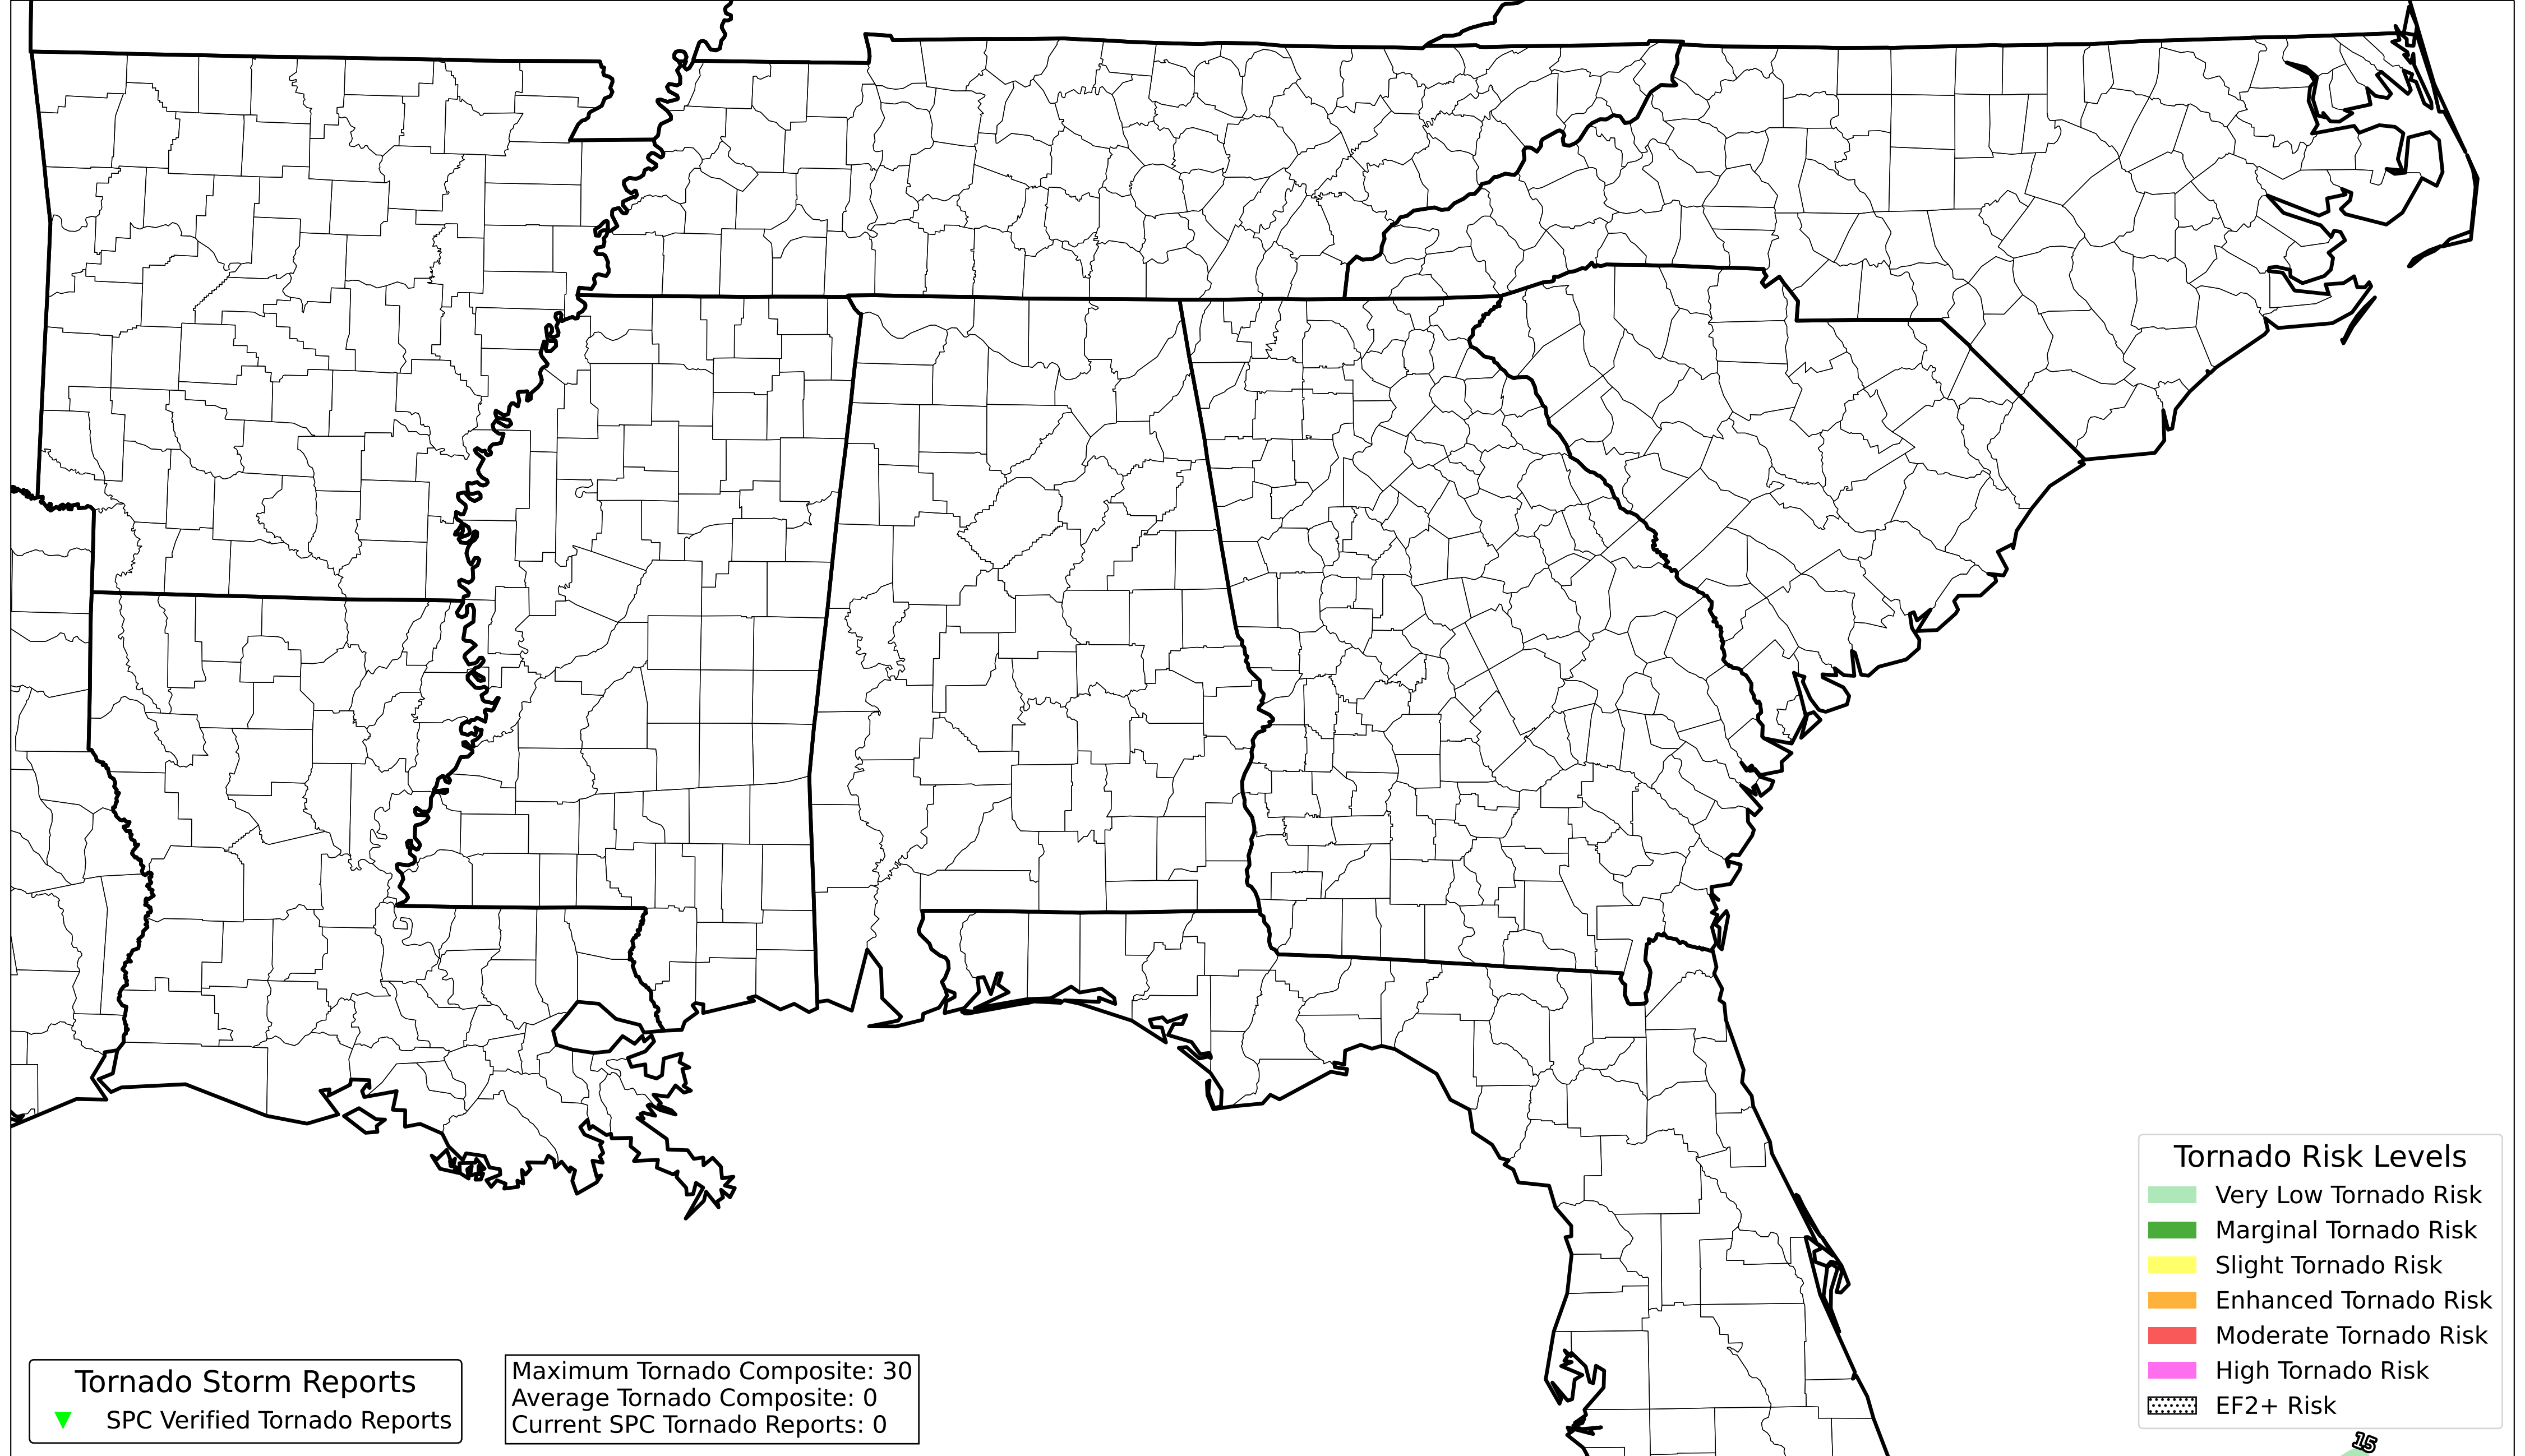 Tornado Risk Levels
Very Low Tornado Risk
Marginal Tornado Risk
Slight Tornado Risk
Enhanced Tornado Risk
Moderate Tornado Risk
High Tornado Risk
EF2+ Risk
Tornado Storm Reports
SPC Verified Tornado Reports
Maximum Tornado Composite: 30
Average Tornado Composite: 0
Current SPC Tornado Reports: 0
15